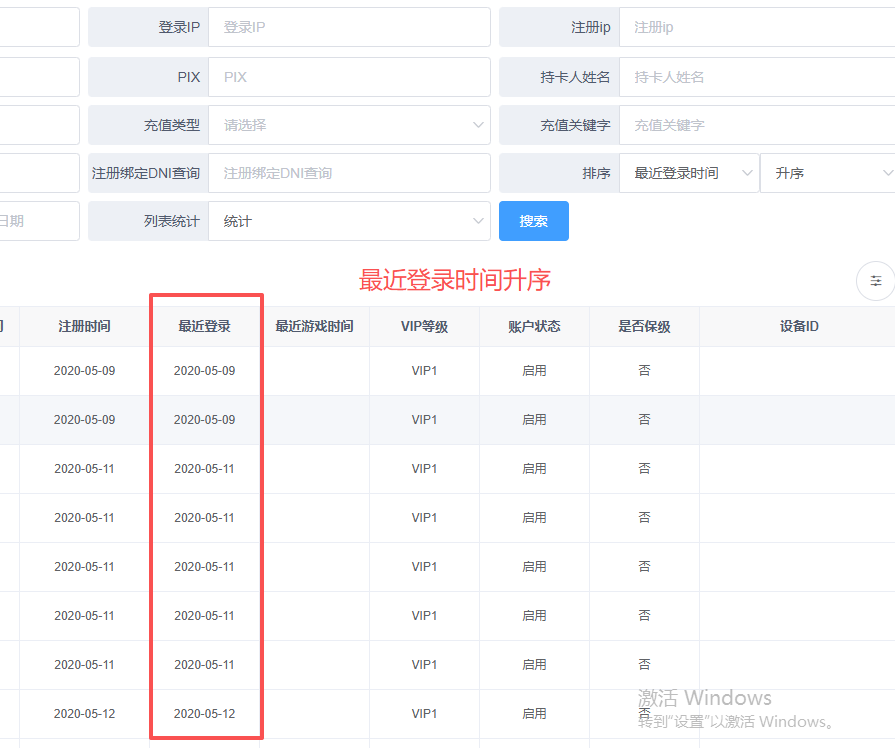 登录IP 登录IP 注册ip 注册ip
PIX PIX 持卡人姓名 持卡人姓名
充值类型 请选择 充值关键字 充值关键字
注册绑定DNI查询 注册绑定DNI查询 排序 最近登录时间 升序
日期 列表统计 统计 搜索
最近登录时间升序
注册时间 最近登录 最近游戏时间 VIP等级 账户状态 是否保级 设备ID
2020-05-09 2020-05-09 VIP1 启用 否
2020-05-09 2020-05-09 VIP1 启用 否
2020-05-11 2020-05-11 VIP1 启用 否
2020-05-11 2020-05-11 VIP1 启用 否
2020-05-11 2020-05-11 VIP1 启用 否
2020-05-11 2020-05-11 VIP1 启用 否
2020-05-11 2020-05-11 VIP1 启用 否
激活 Windows
2020-05-12 2020-05-12 VIP1 启用 否
转到“设置”以激活 Windows。